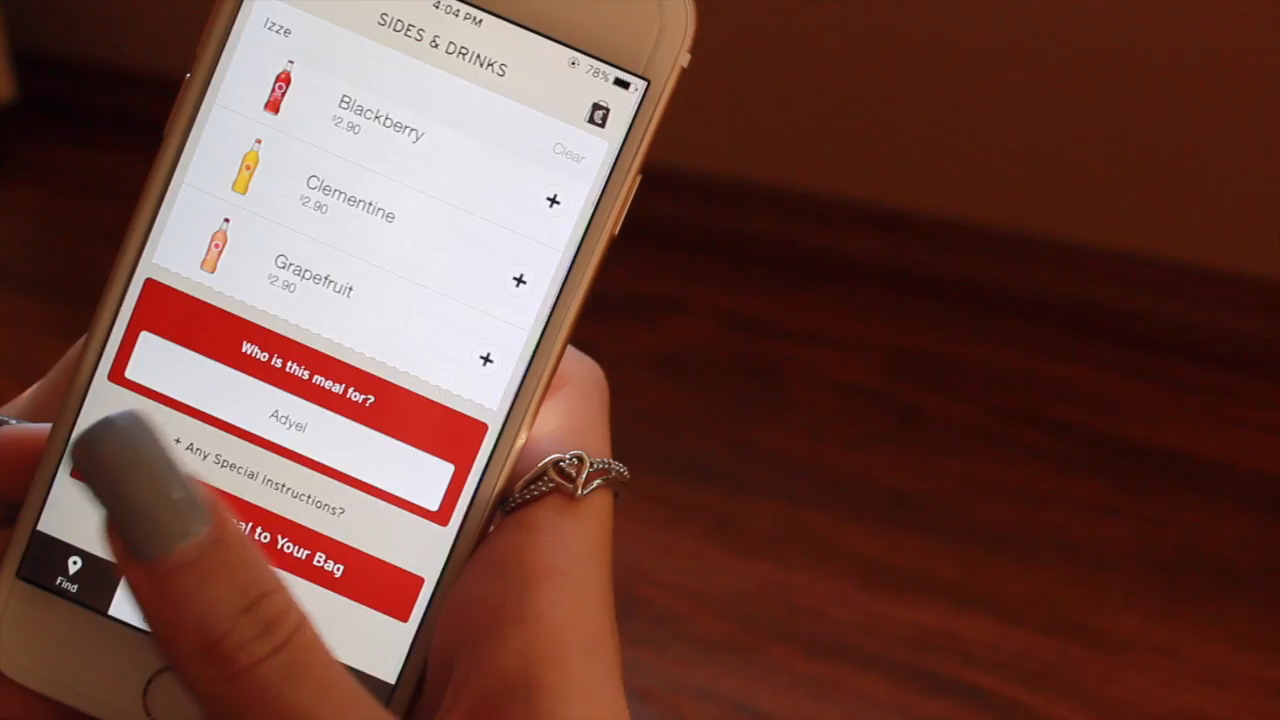 4:04 PM
78%
SIDES & DRINKS
Izze
Blackberry
$2.90
Clear
Clementine
$2.90
+
Grapefruit
$2.90
+
+
Who is this meal for?
Adyel
+ Any Special Instructions?
to Your Bag
Find